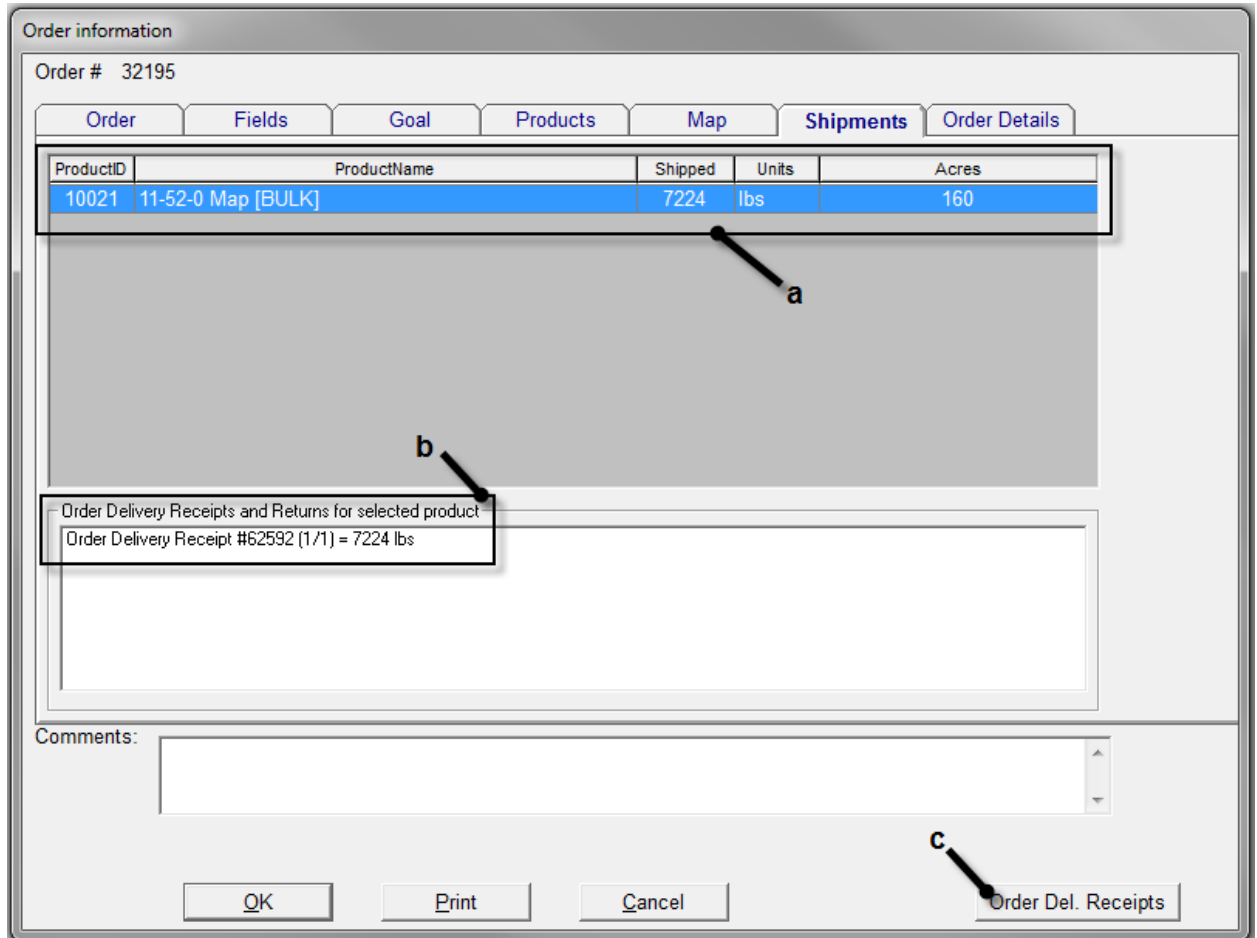 Order information
Order # 32195
Order Fields Goal Products Map Shipments Order Details
ProductID ProductName Shipped Units Acres
10021 11-52-0 Map [BULK] 7224 lbs 160
a
b
Order Delivery Receipts and Returns for selected product
Order Delivery Receipt #62592 (1/1) = 7224 lbs
Comments:
c
OK Print Cancel Order Del. Receipts